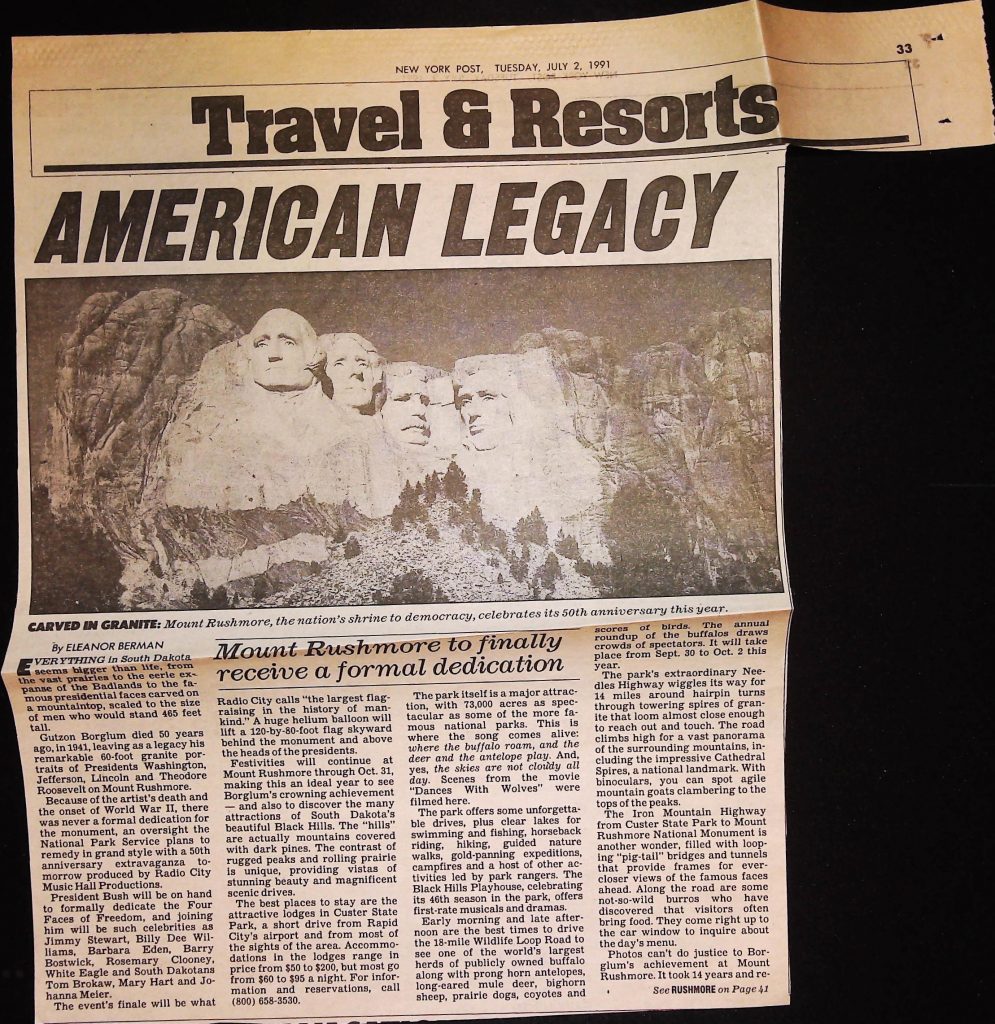 NEW YORK POST, TUESDAY, JULY 2, 1991
33
Travel & Resorts
AMERICAN LEGACY
CARVED IN GRANITE: Mount Rushmore, the nation's shrine to democracy, celebrates its 50th anniversary this year.
By ELEANOR BERMAN
Mount Rushmore to finally
receive a formal dedication
EVERYTHING in South Dakota
seems bigger than life, from
the vast prairies to the eerie ex-
panse of the Badlands to the fa-
mous presidential faces carved on
a mountaintop, scaled to the size
of men who would stand 465 feet
tall.
Gutzon Borglum died 50 years
ago, in 1941, leaving as a legacy his
remarkable 60-foot granite por-
traits of Presidents Washington,
Jefferson, Lincoln and Theodore
Roosevelt on Mount Rushmore.
Because of the artist's death and
the onset of World War II, there
was never a formal dedication for
the monument, an oversight the
National Park Service plans to
remedy in grand style with a 50th
anniversary extravaganza to-
morrow produced by Radio City
Music Hall Productions.
President Bush will be on hand
to formally dedicate the Four
Faces of Freedom, and joining
him will be such celebrities as
Jimmy Stewart, Billy Dee Wil-
liams, Barbara Eden, Barry
Bostwick, Rosemary Clooney,
White Eagle and South Dakotans
Tom Brokaw, Mary Hart and Jo-
hanna Meier.
The event's finale will be what
Radio City calls "the largest flag-
raising in the history of man-
kind." A huge helium balloon will
lift a 120-by-80-foot flag skyward
behind the monument and above
the heads of the presidents.
Festivities will continue at
Mount Rushmore through Oct. 31,
making this an ideal year to see
Borglum's crowning achievement
— and also to discover the many
attractions of South Dakota's
beautiful Black Hills. The "hills"
are actually mountains covered
with dark pines. The contrast of
rugged peaks and rolling prairie
is unique, providing vistas of
stunning beauty and magnificent
scenic drives.
The best places to stay are the
attractive lodges in Custer State
Park, a short drive from Rapid
City's airport and from most of
the sights of the area. Accommo-
dations in the lodges range in
price from $50 to $200, but most go
from $60 to $95 a night. For infor-
mation and reservations, call
(800) 658-3530.
The park itself is a major attrac-
tion, with 73,000 acres as spec-
tacular as some of the more fa-
mous national parks. This is
where the song comes alive:
where the buffalo roam, and the
deer and the antelope play. And,
yes, the skies are not cloudy all
day. Scenes from the movie
"Dances With Wolves" were
filmed here.
The park offers some unforgetta-
ble drives, plus clear lakes for
swimming and fishing, horseback
riding, hiking, guided nature
walks, gold-panning expeditions,
campfires and a host of other ac-
tivities led by park rangers. The
Black Hills Playhouse, celebrating
its 46th season in the park, offers
first-rate musicals and dramas.
Early morning and late after-
noon are the best times to drive
the 18-mile Wildlife Loop Road to
see one of the world's largest
herds of publicly owned buffalo
along with prong horn antelopes,
long-eared mule deer, bighorn
sheep, prairie dogs, coyotes and
scores of birds. The annual
roundup of the buffalos draws
crowds of spectators. It will take
place from Sept. 30 to Oct. 2 this
year.
The park's extraordinary Nee-
dles Highway wiggles its way for
14 miles around hairpin turns
through towering spires of gran-
ite that loom almost close enough
to reach out and touch. The road
climbs high for a vast panorama
of the surrounding mountains, in-
cluding the impressive Cathedral
Spires, a national landmark. With
binoculars, you can spot agile
mountain goats clambering to the
tops of the peaks.
The Iron Mountain Highway
from Custer State Park to Mount
Rushmore National Monument is
another wonder, filled with loop-
ing "pig-tail" bridges and tunnels
that provide frames for ever-
closer views of the famous faces
ahead. Along the road are some
not-so-wild burros who have
discovered that visitors often
bring food. They come right up to
the car window to inquire about
the day's menu.
Photos can't do justice to Bor-
glum's achievement at Mount
Rushmore. It took 14 years and re-
See RUSHMORE on Page 41